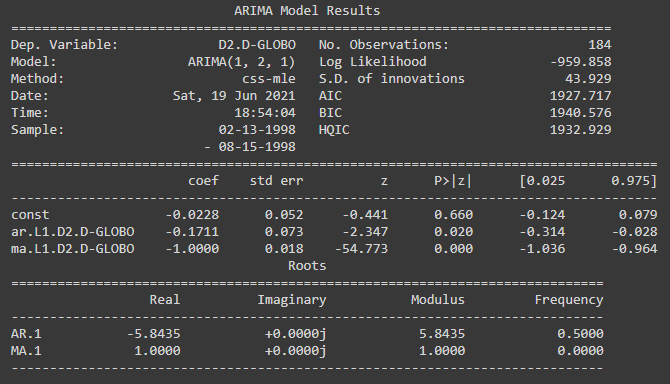 ARIMA Model Results
==============================================================================
Dep. Variable: D2.D-GLOBO No. Observations: 184
Model: ARIMA(1, 2, 1) Log Likelihood -959.858
Method: css-mle S.D. of innovations 43.929
Date: Sat, 19 Jun 2021 AIC 1927.717
Time: 18:54:04 BIC 1940.576
Sample: 02-13-1998 HQIC 1932.929
- 08-15-1998
====================================================================================
coef std err z P>|z| [0.025 0.975]
------------------------------------------------------------------------------------
const -0.0228 0.052 -0.441 0.660 -0.124 0.079
ar.L1.D2.D-GLOBO -0.1711 0.073 -2.347 0.020 -0.314 -0.028
ma.L1.D2.D-GLOBO -1.0000 0.018 -54.773 0.000 -1.036 -0.964
Roots
=============================================================================
Real Imaginary Modulus Frequency
-----------------------------------------------------------------------------
AR.1 -5.8435 +0.0000j 5.8435 0.5000
MA.1 1.0000 +0.0000j 1.0000 0.0000
-----------------------------------------------------------------------------